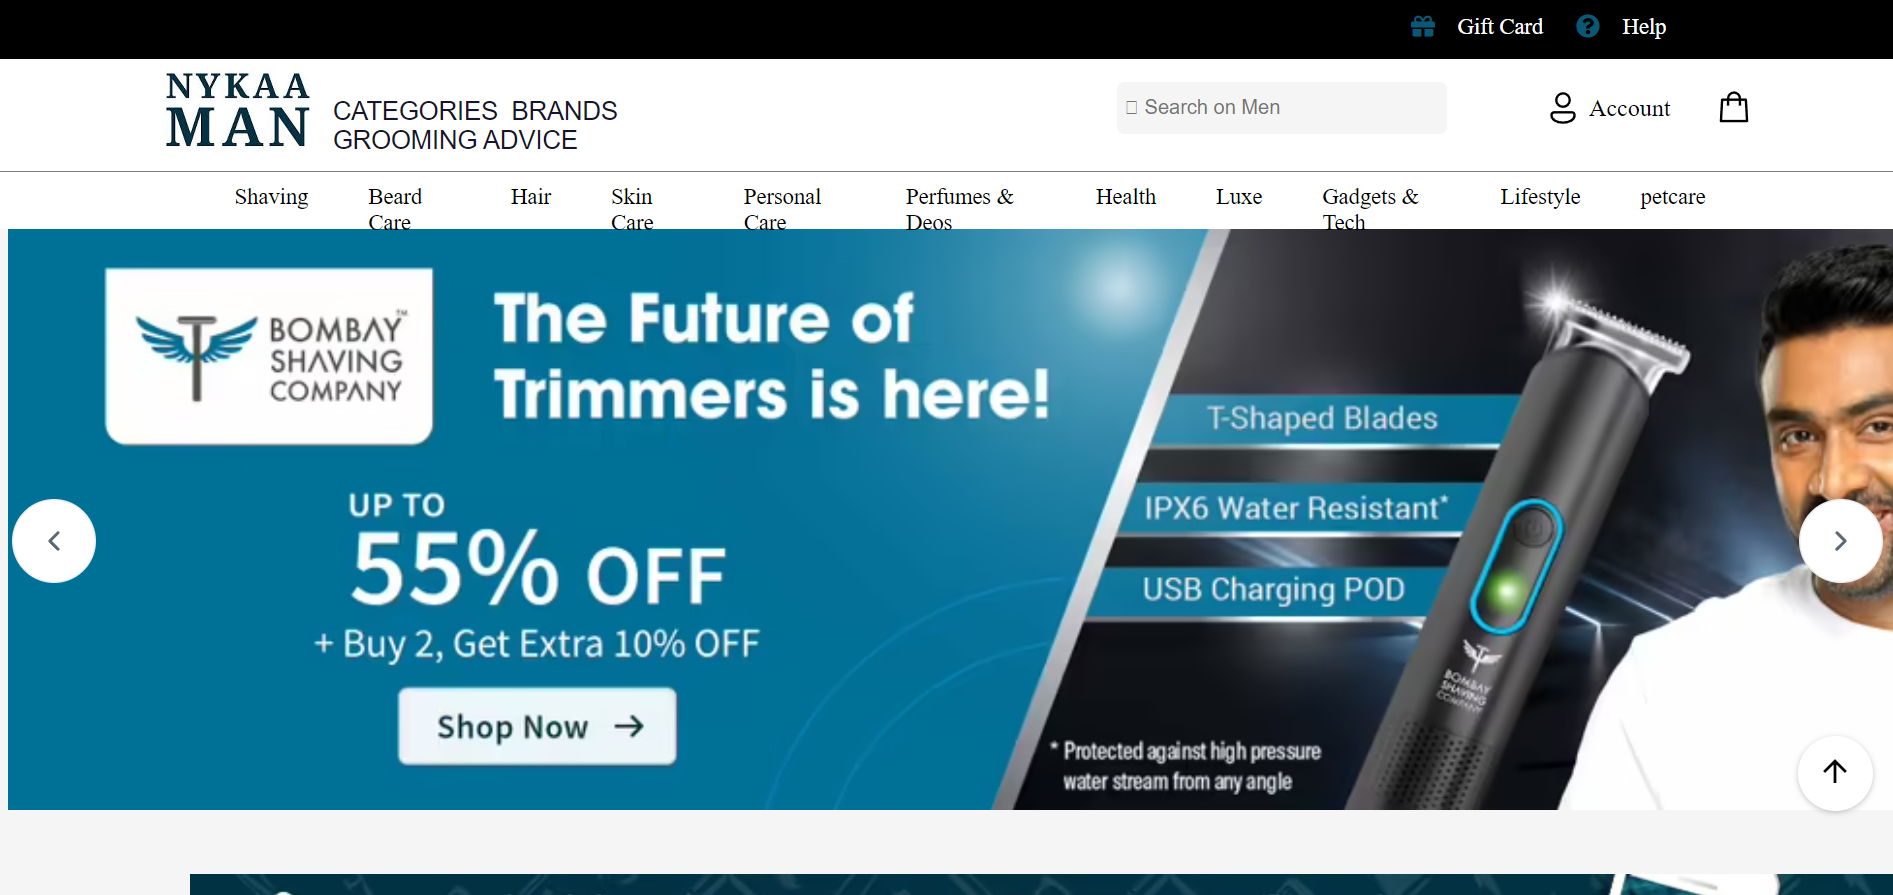 Gift Card Help
NYKAA
MAN
CATEGORIES BRANDS
GROOMING ADVICE
Search on Men
Account
Shaving
Beard
Care
Hair
Skin
Care
Personal
Care
Perfumes &
Deos
Health
Luxe
Gadgets &
Tech
Lifestyle
petcare
BOMBAY™
SHAVING
COMPANY
The Future of
Trimmers is here!
UP TO
55% OFF
+ Buy 2, Get Extra 10% OFF
Shop Now →
T-Shaped Blades
IPX6 Water Resistant*
USB Charging POD
BOMBAY
SHAVING
COMPANY
* Protected against high pressure
water stream from any angle